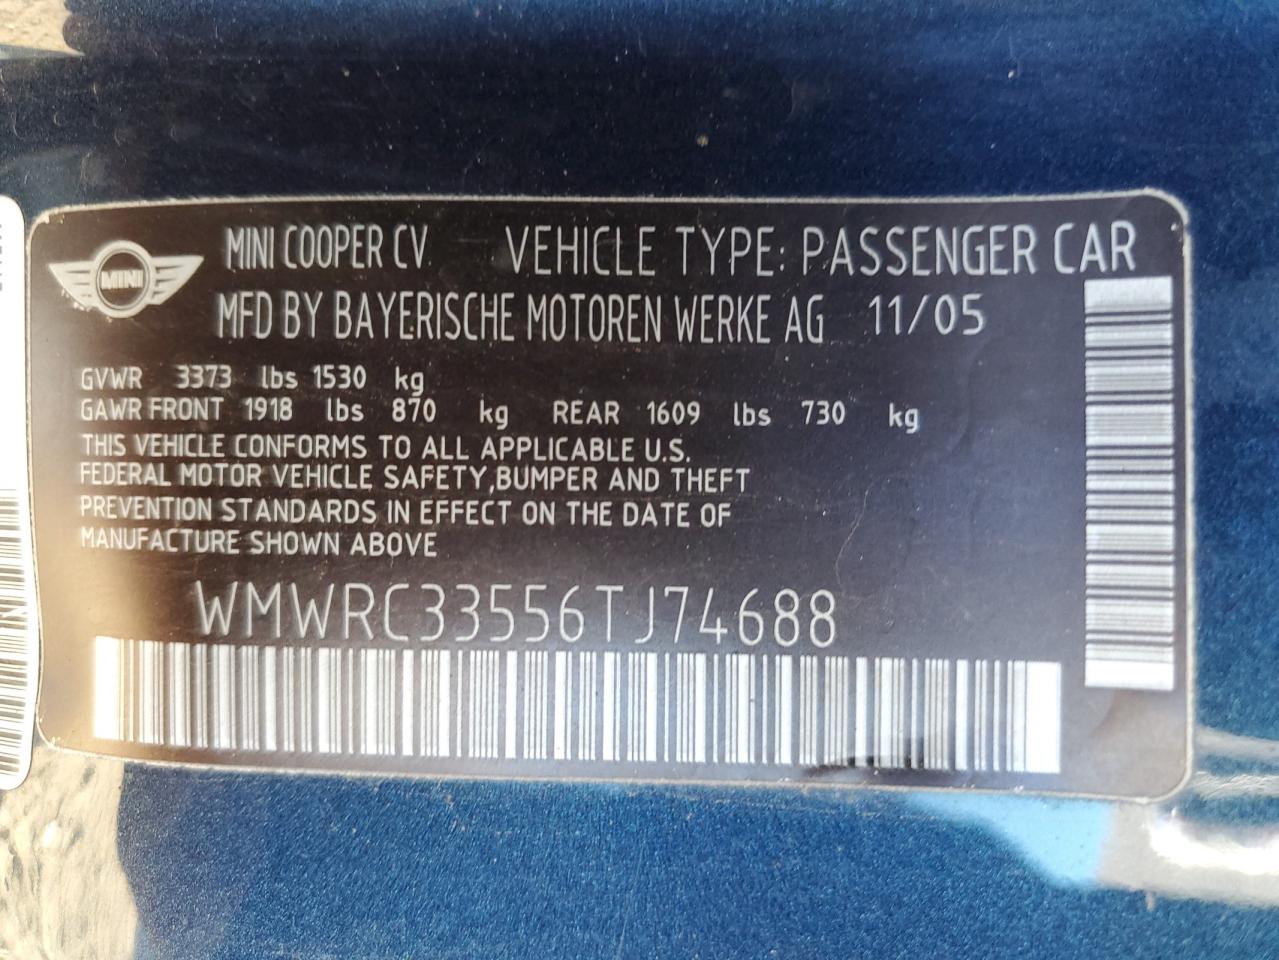 MINI COOPER CV VEHICLE TYPE: PASSENGER CAR
MINI
MFD BY BAYERISCHE MOTOREN WERKE AG 11/05
GVWR 3373 lbs 1530 kg
GAWR FRONT 1918 lbs 870 kg REAR 1609 lbs 730 kg
THIS VEHICLE CONFORMS TO ALL APPLICABLE U.S.
FEDERAL MOTOR VEHICLE SAFETY,BUMPER AND THEFT
PREVENTION STANDARDS IN EFFECT ON THE DATE OF
MANUFACTURE SHOWN ABOVE
WMWRC33556TJ74688